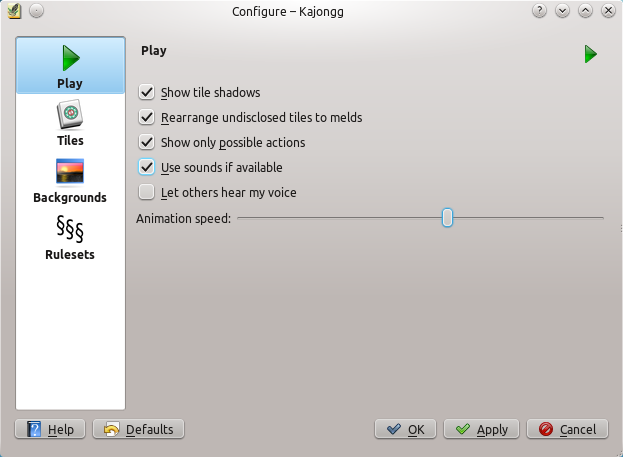 Configure – Kajongg
Play
Tiles
Backgrounds
§§§
Rulesets
Play
Show tile shadows
Rearrange undisclosed tiles to melds
Show only possible actions
Use sounds if available
Let others hear my voice
Animation speed:
Help
Defaults
OK
Apply
Cancel